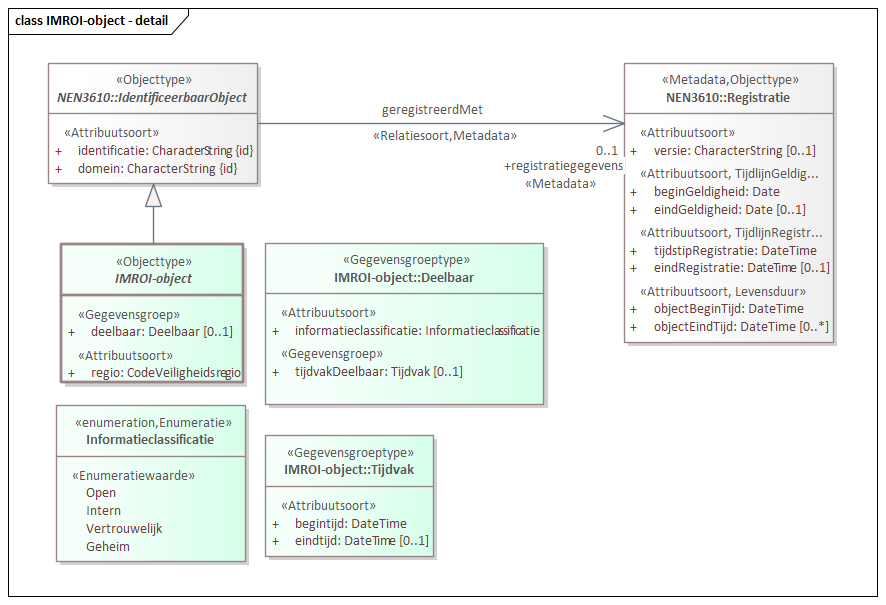 class IMROI-object - detail
«Objecttype»
NEN3610::IdentificeerbaarObject
«Attribuutsoort»
+ identificatie: CharacterString {id}
+ domein: CharacterString {id}
geregistreerdMet
«Relatiesoort,Metadata»
0..1
+registratiegegevens
«Metadata»
«Metadata,Objecttype»
NEN3610::Registratie
«Attribuutsoort»
+ versie: CharacterString [0..1]
«Attribuutsoort, TijdlijnGeldig...
+ beginGeldigheid: Date
+ eindGeldigheid: Date [0..1]
«Attribuutsoort, TijdlijnRegistr...
+ tijdstipRegistratie: DateTime
+ eindRegistratie: DateTime [0..1]
«Attribuutsoort, Levensduur»
+ objectBeginTijd: DateTime
+ objectEindTijd: DateTime [0..*]
«Objecttype»
IMROI-object
«Gegevensgroep»
+ deelbaar: Deelbaar [0..1]
«Attribuutsoort»
+ regio: CodeVeiligheidsregio
«Gegevensgroeptype»
IMROI-object::Deelbaar
«Attribuutsoort»
+ informatieclassificatie: Informatieclassificatie
«Gegevensgroep»
+ tijdvakDeelbaar: Tijdvak [0..1]
«enumeration,Enumeratie»
Informatieclassificatie
«Enumeratiewaarde»
Open
Intern
Vertrouwelijk
Geheim
«Gegevensgroeptype»
IMROI-object::Tijdvak
«Attribuutsoort»
+ begintijd: DateTime
+ eindtijd: DateTime [0..1]